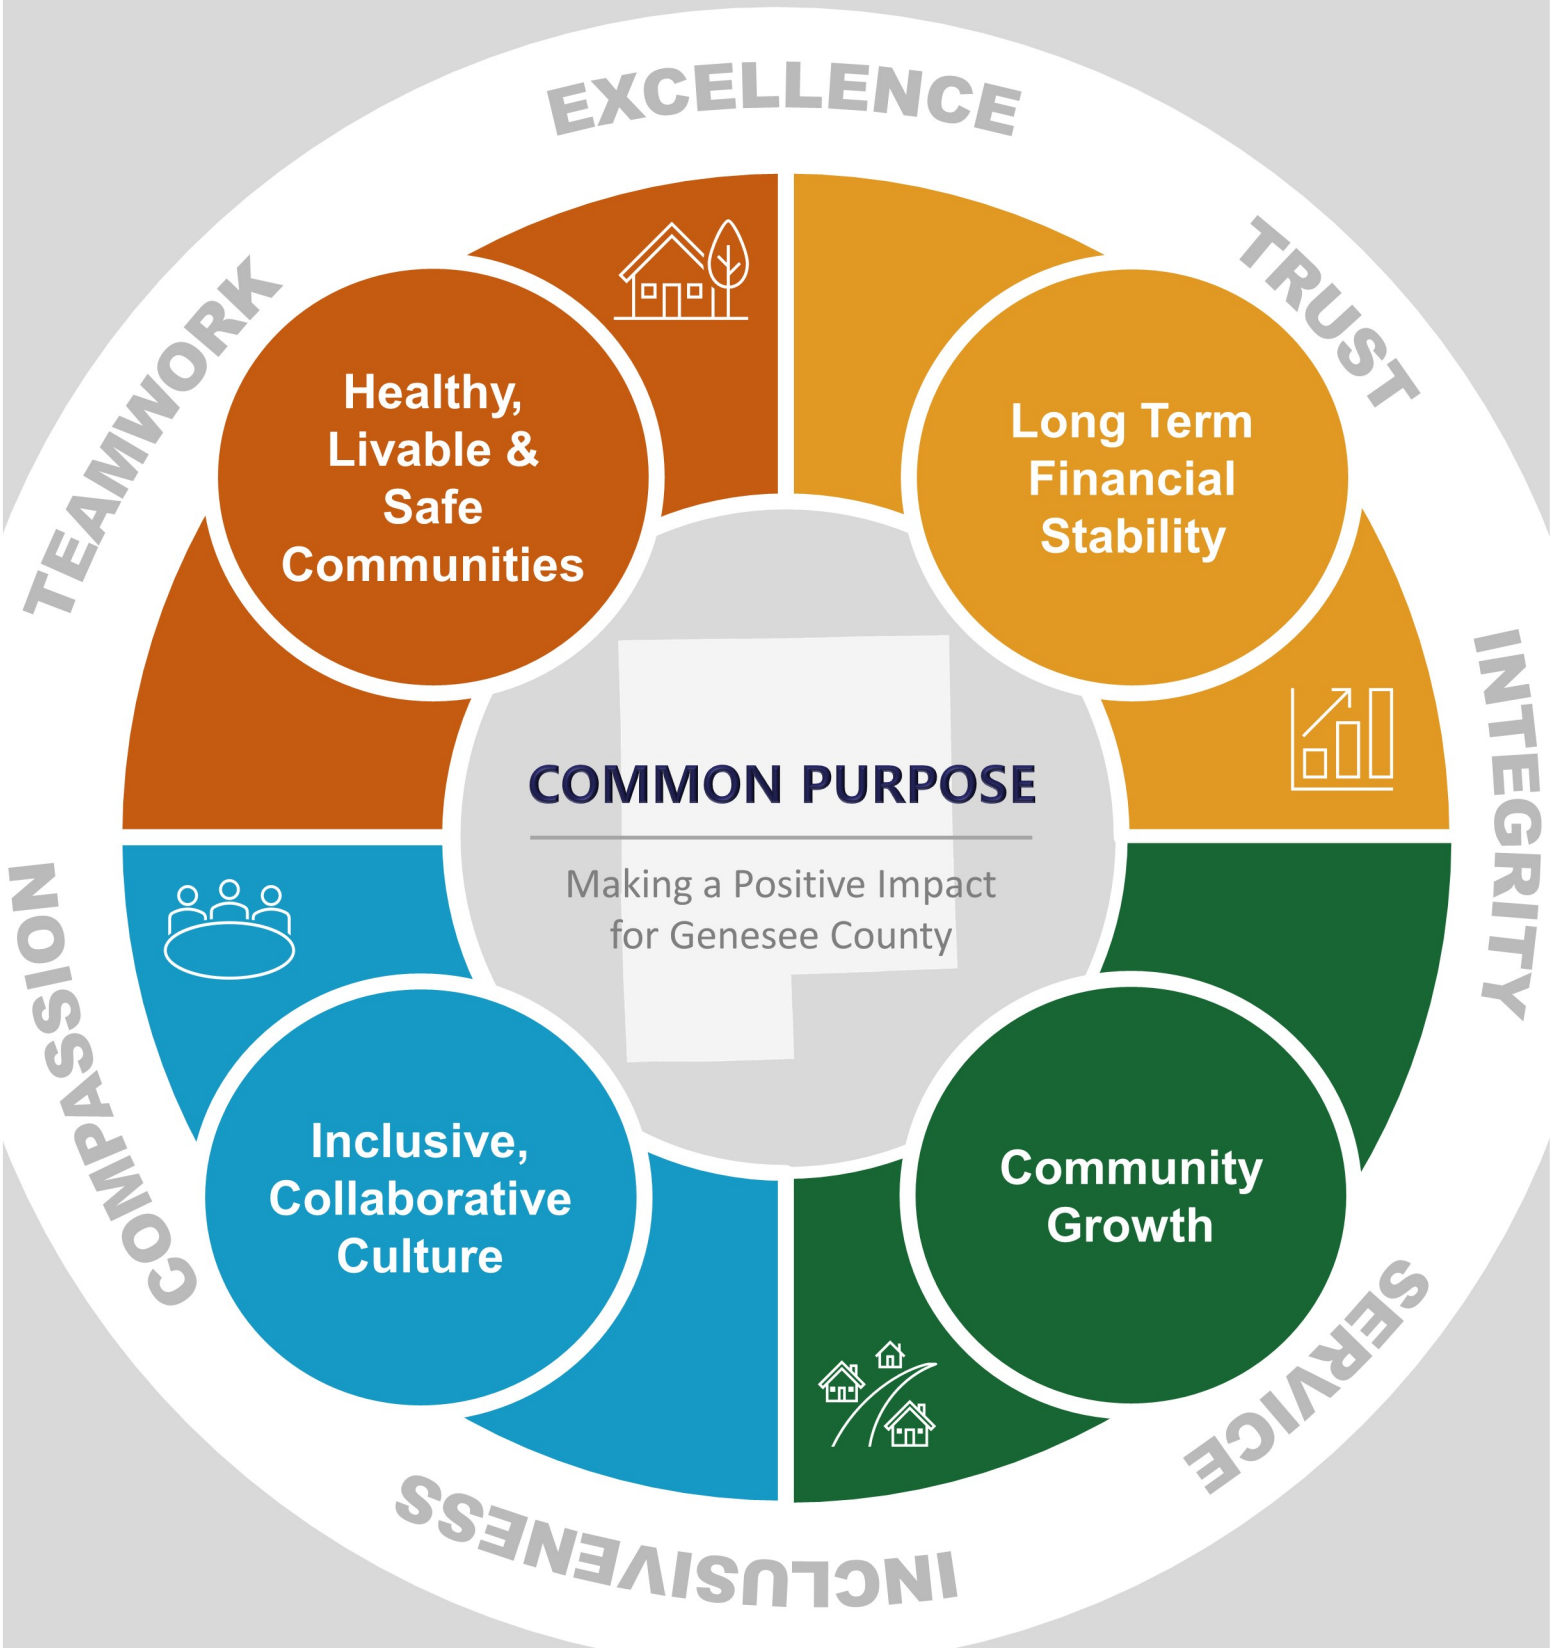 EXCELLENCE
TRUST
INTEGRITY
SERVICE
INCLUSIVENESS
COMPASSION
TEAMWORK
Healthy,
Livable &
Safe
Communities
Long Term
Financial
Stability
COMMON PURPOSE
Making a Positive Impact
for Genesee County
Inclusive,
Collaborative
Culture
Community
Growth